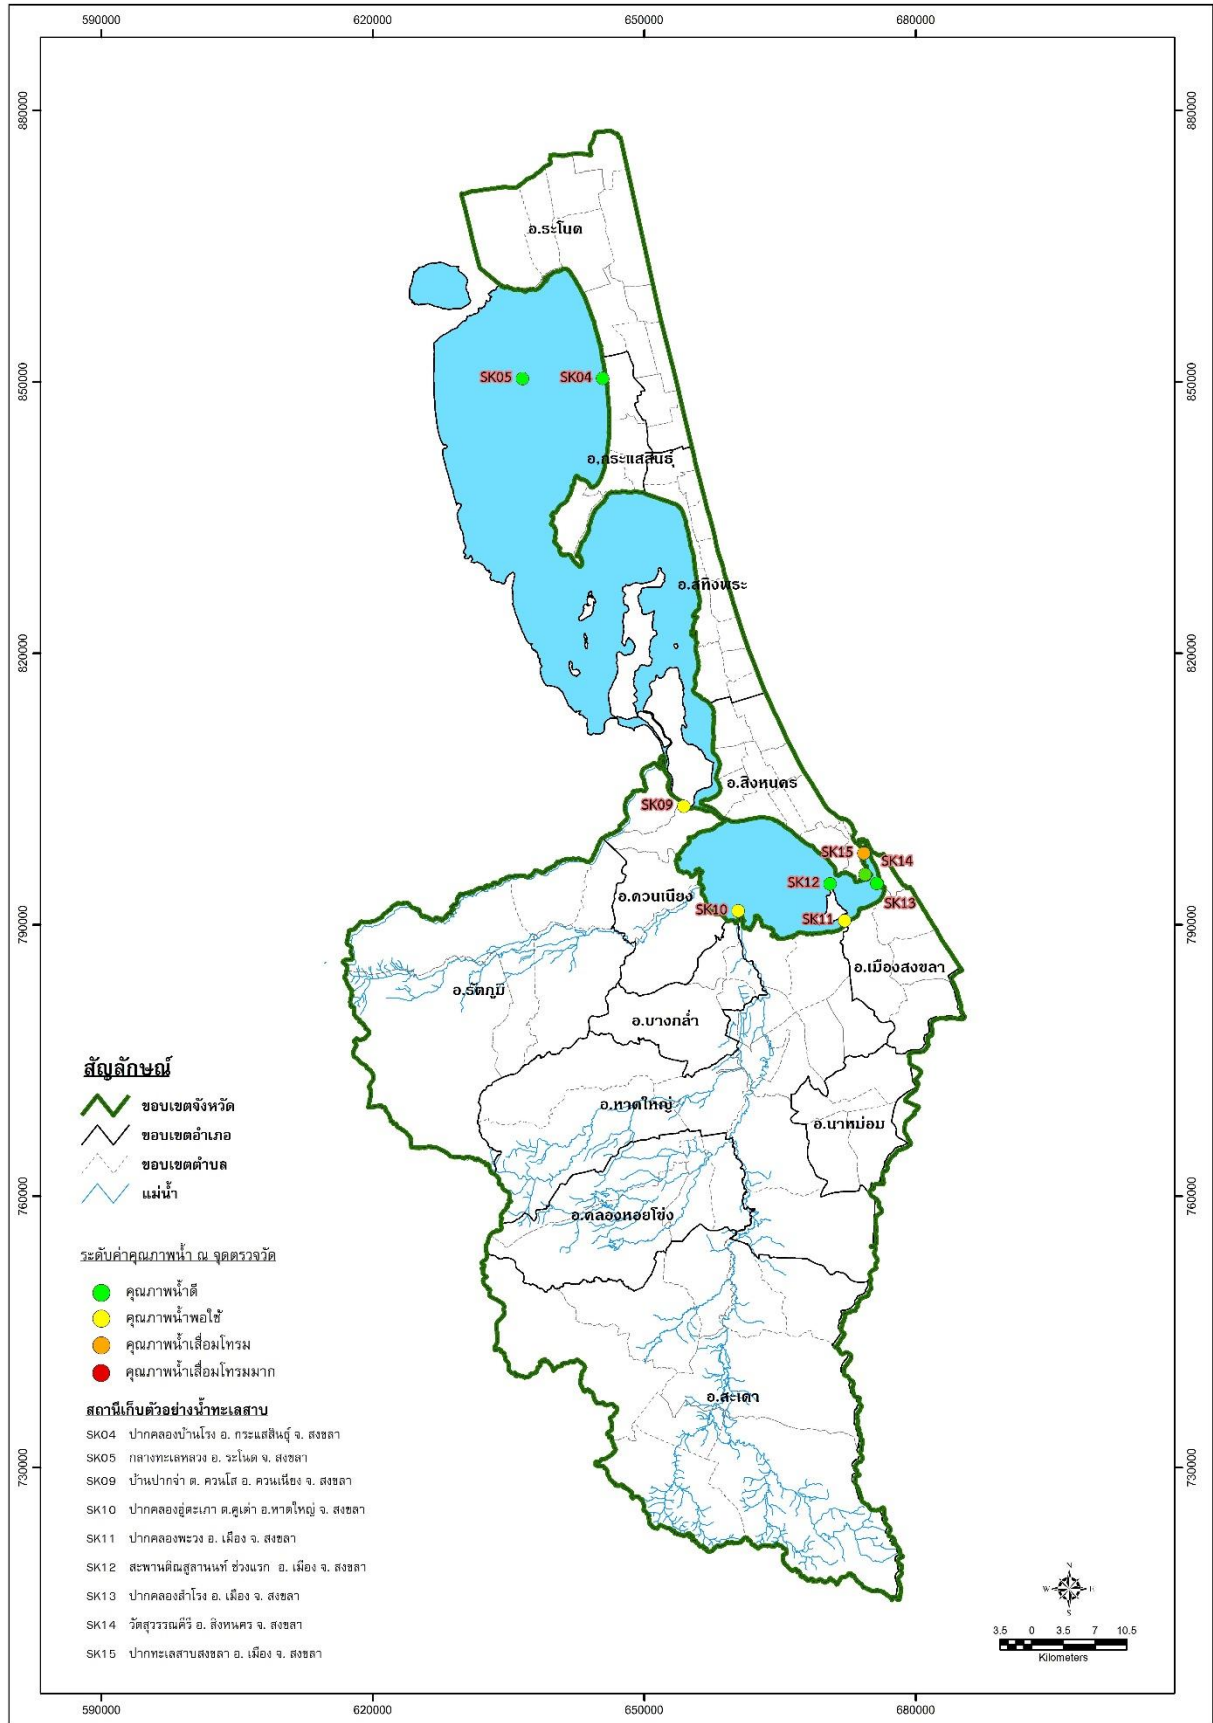 590000 620000 650000 680000
880000 880000
อ.ระโนด
SK05 SK04
850000 850000
อ.กระแสสินธุ์
อ.สทิงพระ
820000 820000
อ.สิงหนคร
SK09
SK15 SK14
SK12 SK13
อ.ควนเนียง
SK10 SK11
790000 790000
อ.เมืองสงขลา
อ.รัตภูมิ
อ.บางกล่ำ
อ.หาดใหญ่
อ.นาหม่อม
760000 760000
อ.คลองหอยโข่ง
อ.สะเดา
730000 730000
สัญลักษณ์
ขอบเขตจังหวัด
ขอบเขตอำเภอ
ขอบเขตตำบล
แม่น้ำ
ระดับค่าคุณภาพน้ำ ณ จุดตรวจวัด
คุณภาพน้ำดี
คุณภาพน้ำพอใช้
คุณภาพน้ำเสื่อมโทรม
คุณภาพน้ำเสื่อมโทรมมาก
สถานีเก็บตัวอย่างน้ำทะเลสาบ
SK04 ปากคลองบ้านโรง อ. กระแสสินธุ์ จ. สงขลา
SK05 กลางทะเลหลวง อ. ระโนด จ. สงขลา
SK09 บ้านปากจ่า ต. ควนโส อ. ควนเนียง จ. สงขลา
SK10 ปากคลองอู่ตะเภา ต.คูเต่า อ.หาดใหญ่ จ. สงขลา
SK11 ปากคลองพะวง อ. เมือง จ. สงขลา
SK12 สะพานติณสูลานนท์ ช่วงแรก อ. เมือง จ. สงขลา
SK13 ปากคลองสำโรง อ. เมือง จ. สงขลา
SK14 วัดสุวรรณคีรี อ. สิงหนคร จ. สงขลา
SK15 ปากทะเลสาบสงขลา อ. เมือง จ. สงขลา
N
W E
S
3.5 0 3.5 7 10.5
Kilometers
590000 620000 650000 680000